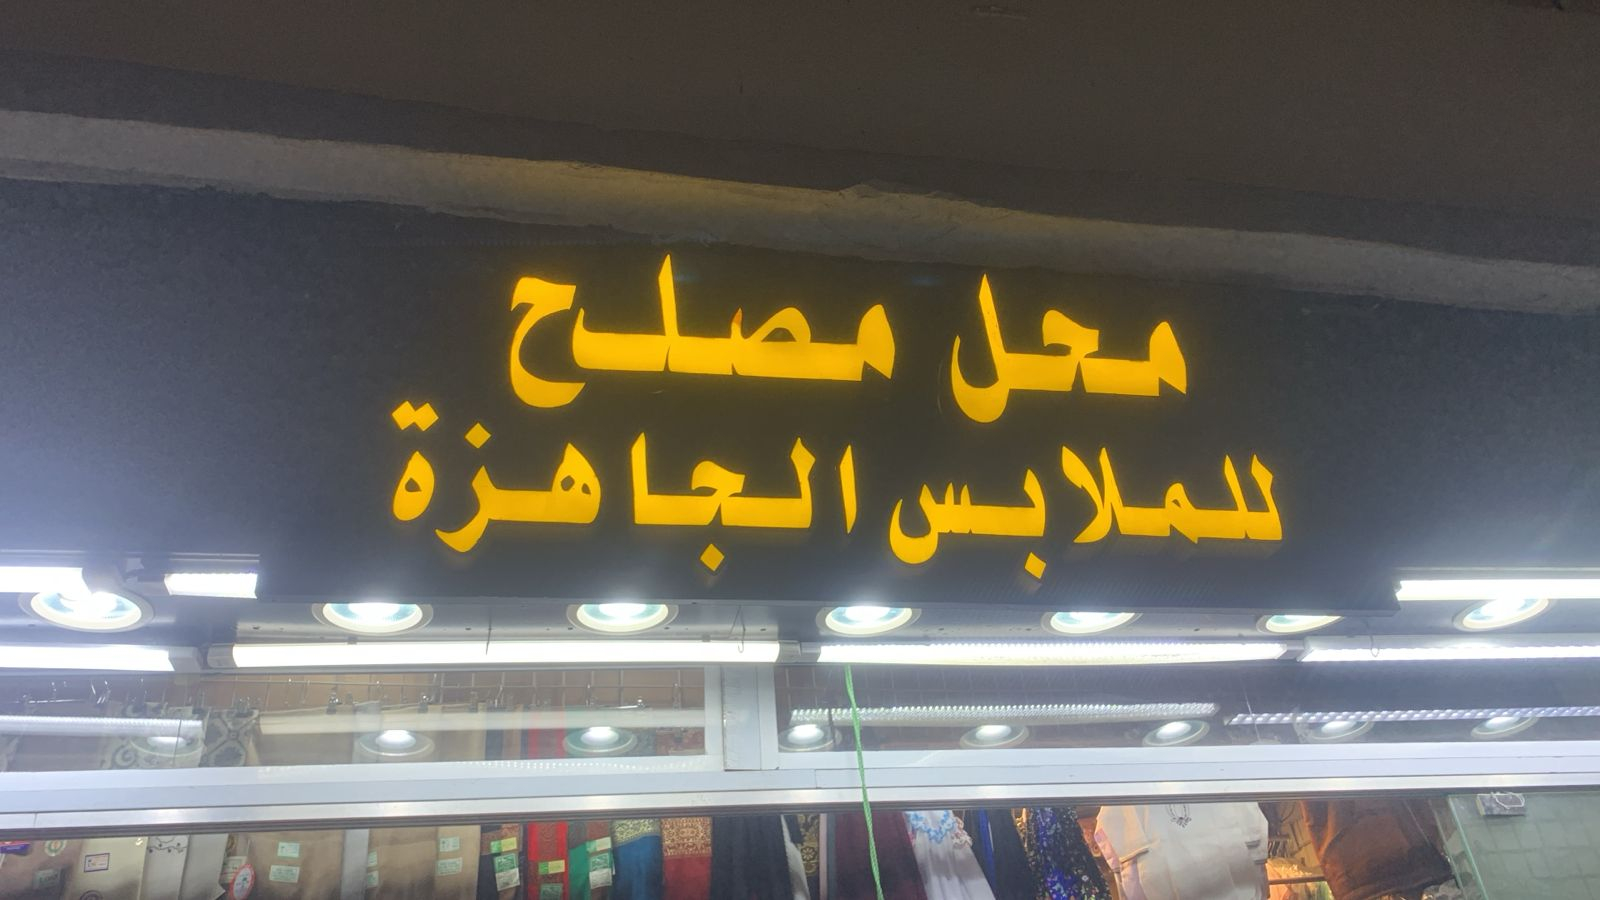 محل مصلح
للملابس الجاهزة